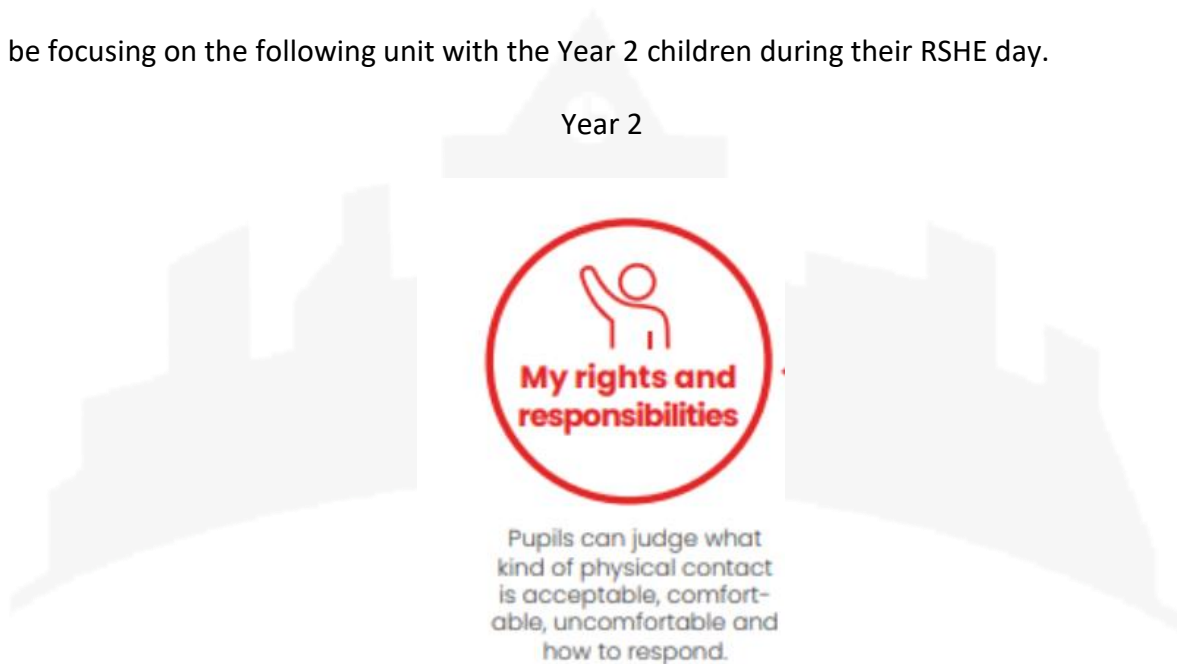 be focusing on the following unit with the Year 2 children during their RSHE day.
Year 2
My rights and
responsibilities
Pupils can judge what
kind of physical contact
is acceptable, comfort-
able, uncomfortable and
how to respond.